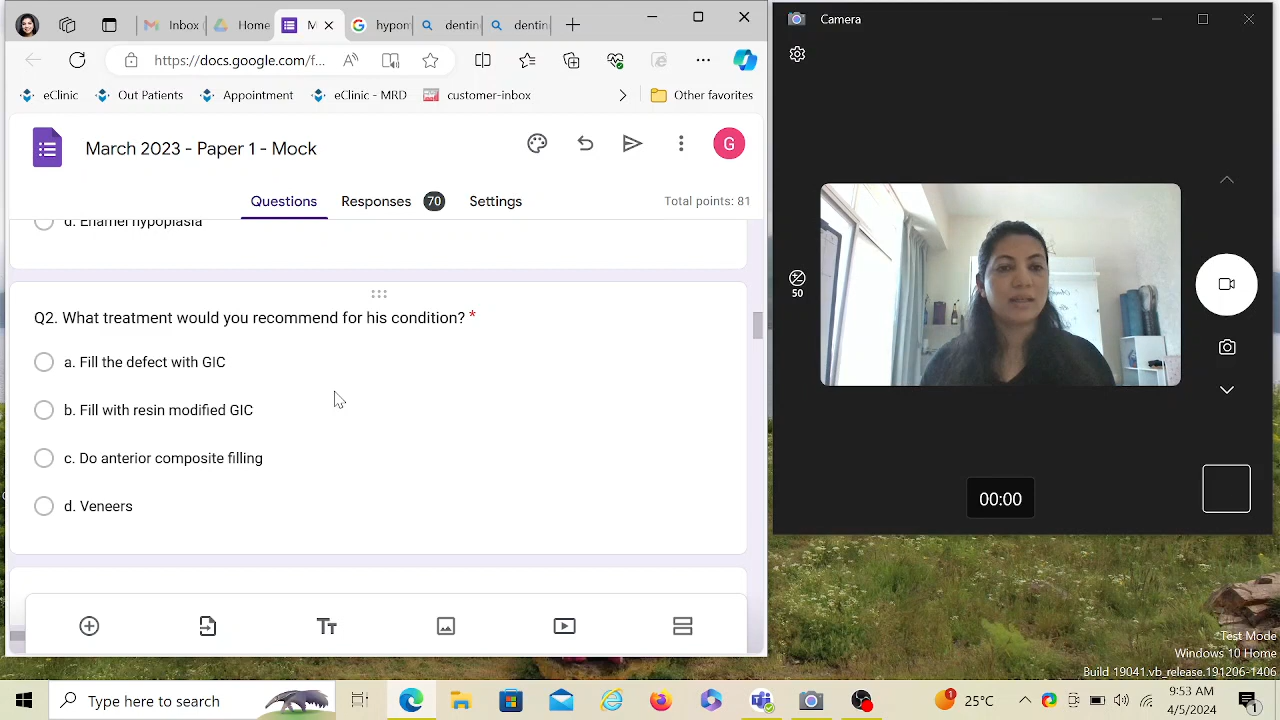 Inbox
Home
M
hypon
dentin
dentin
https://docs.google.com/f...
eClinic
Out Patients
Appointment
eClinic - MRD
customer-inbox
Other favorites
March 2023 - Paper 1 - Mock
G
Questions
Responses
70
Settings
Total points: 81
d. Enamel hypoplasia
Q2. What treatment would you recommend for this condition? *
a. Fill the defect with GIC
b. Fill with resin modified GIC
c. Do anterior composite filling
d. Veneers
Tт
Camera
50
00:00
Test Mode
Windows 10 Home
Build 19041.vb_release.191206-1406
Type here to search
1
25°C
9:53 AM
4/5/2024
1